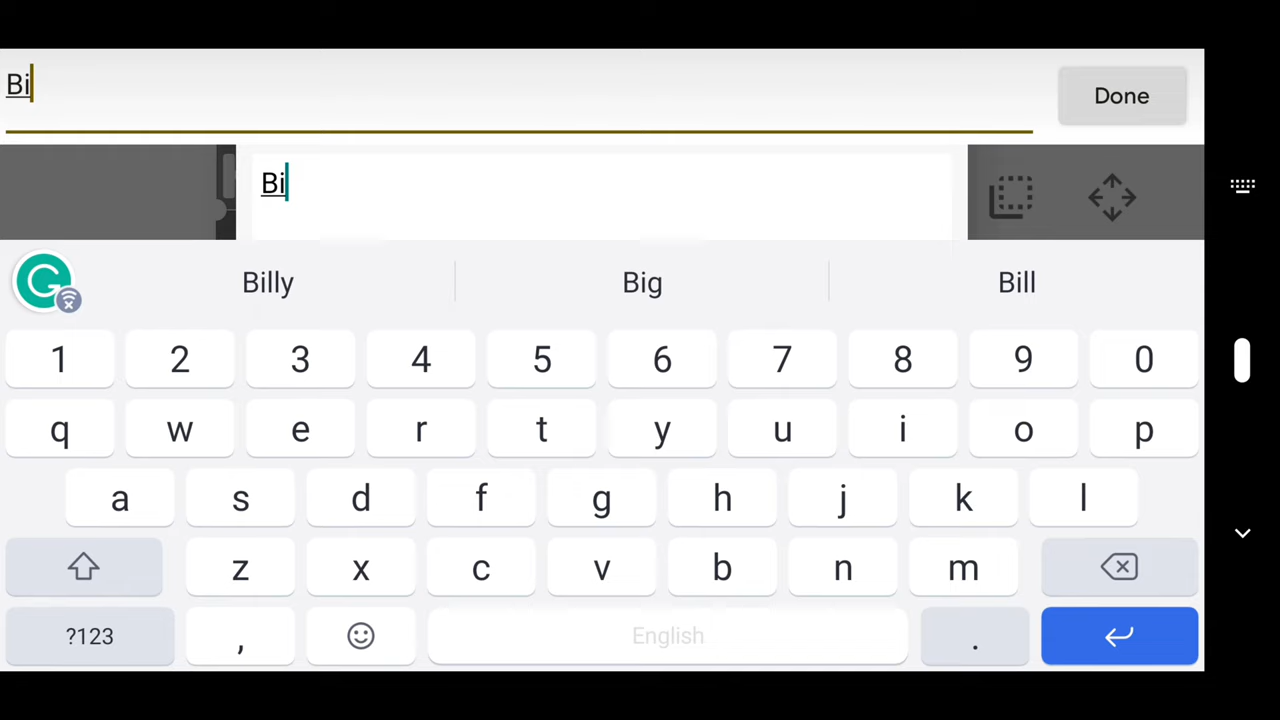 Bi
Done
Bi
Billy Big Bill
1 2 3 4 5 6 7 8 9 0
q w e r t y u i o p
a s d f g h j k l
z x c v b n m
?123 , English .